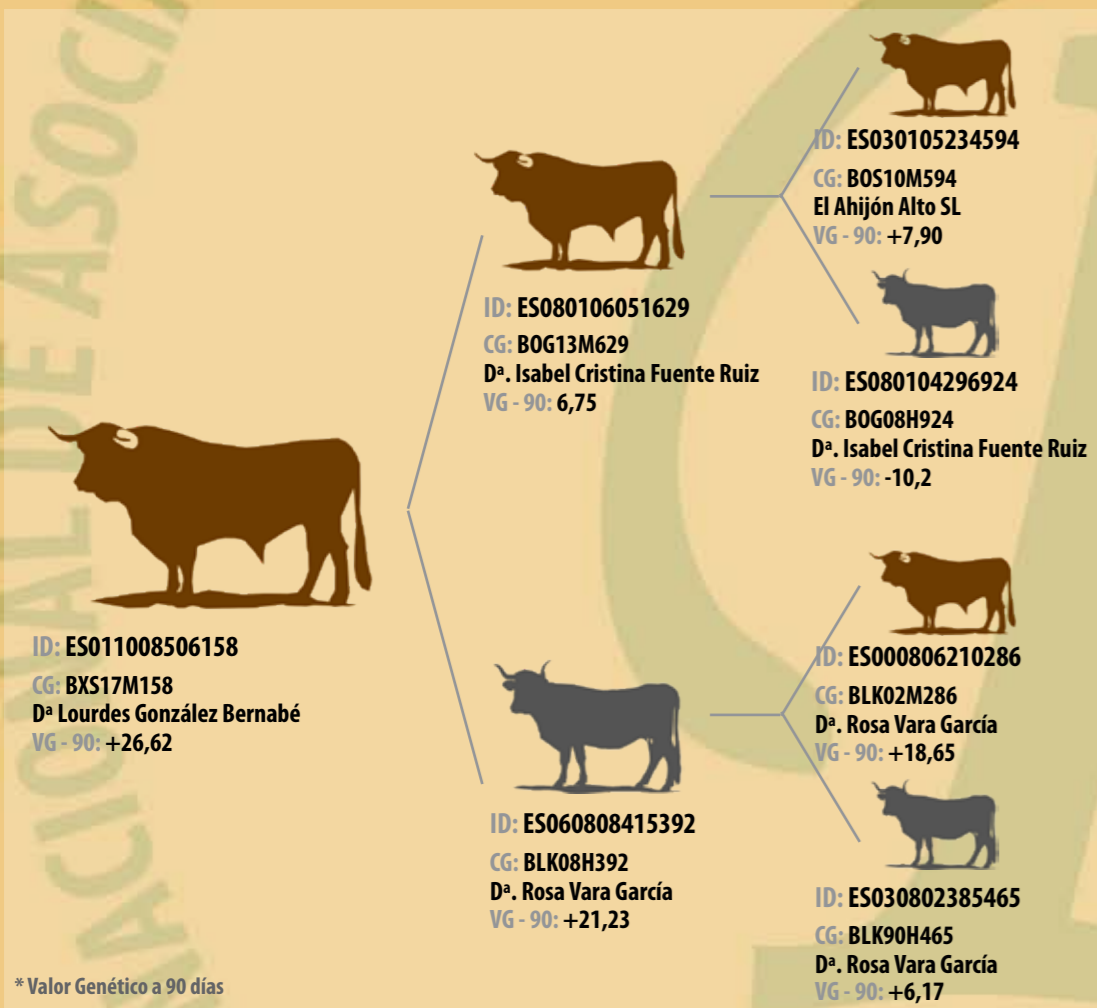 NACIONAL DE ASOCI
ID: ES011008506158
CG: BXS17M158
Dª Lourdes González Bernabé
VG - 90: +26,62
ID: ES080106051629
CG: BOG13M629
Dª. Isabel Cristina Fuente Ruiz
VG - 90: 6,75
ID: ES060808415392
CG: BLK08H392
Dª. Rosa Vara García
VG - 90: +21,23
ID: ES030105234594
CG: BOS10M594
El Ahijón Alto SL
VG - 90: +7,90
ID: ES080104296924
CG: BOG08H924
Dª. Isabel Cristina Fuente Ruiz
VG - 90: -10,2
ID: ES000806210286
CG: BLK02M286
Dª. Rosa Vara García
VG - 90: +18,65
ID: ES030802385465
CG: BLK90H465
Dª. Rosa Vara García
VG - 90: +6,17
* Valor Genético a 90 días